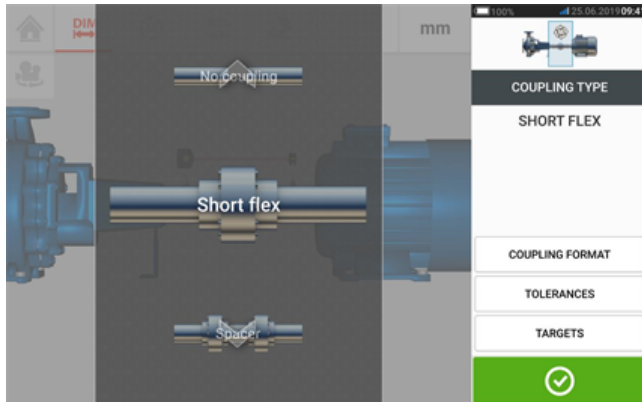 DIM
mm
No coupling
Short flex
Spacer
100%
25.06.2019 09:41
COUPLING TYPE
SHORT FLEX
COUPLING FORMAT
TOLERANCES
TARGETS